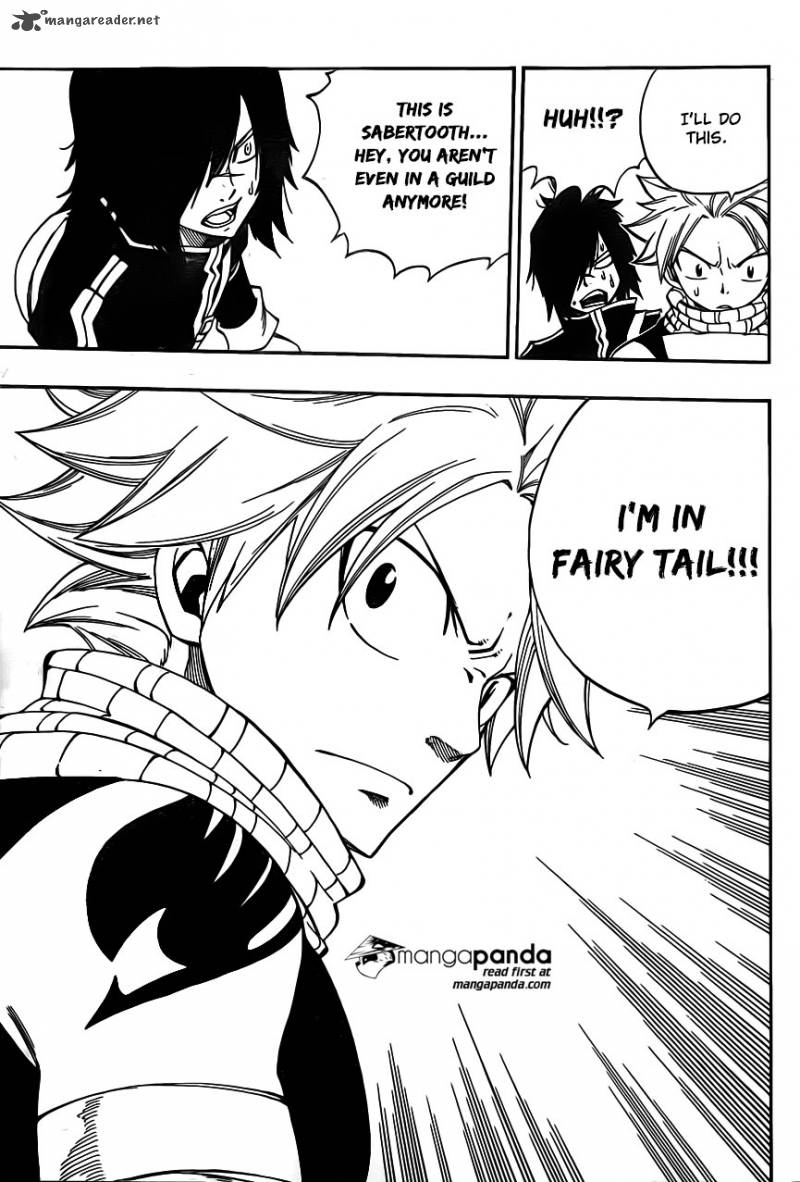 mangareader.net
I'LL DO
THIS.
HUH!!?
THIS IS
SABERTOOTH...
HEY, YOU AREN'T
EVEN IN A GUILD
ANYMORE!
I'M IN
FAIRY TAIL!!!
mangapanda
read first at
mangapanda.com